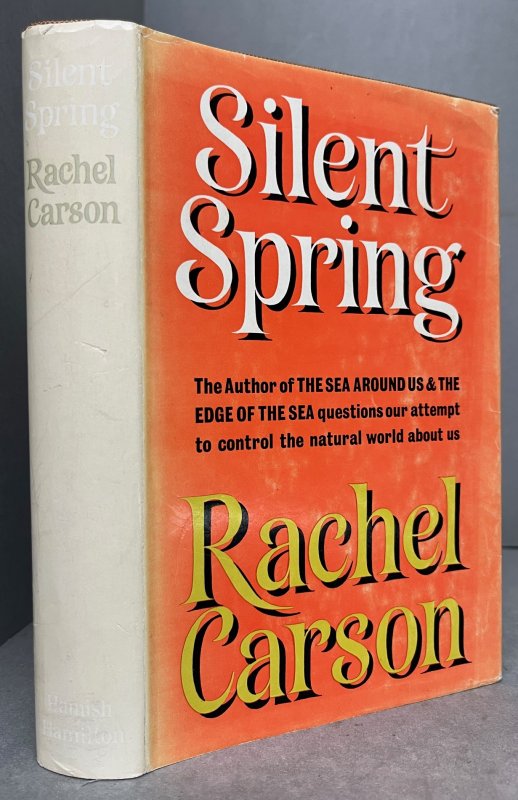 Silent
Spring
Rachel
Carson
Hamish
Hamilton
Silent
Spring
The Author of THE SEA AROUND US & THE
EDGE OF THE SEA questions our attempt
to control the natural world about us
Rachel
Carson